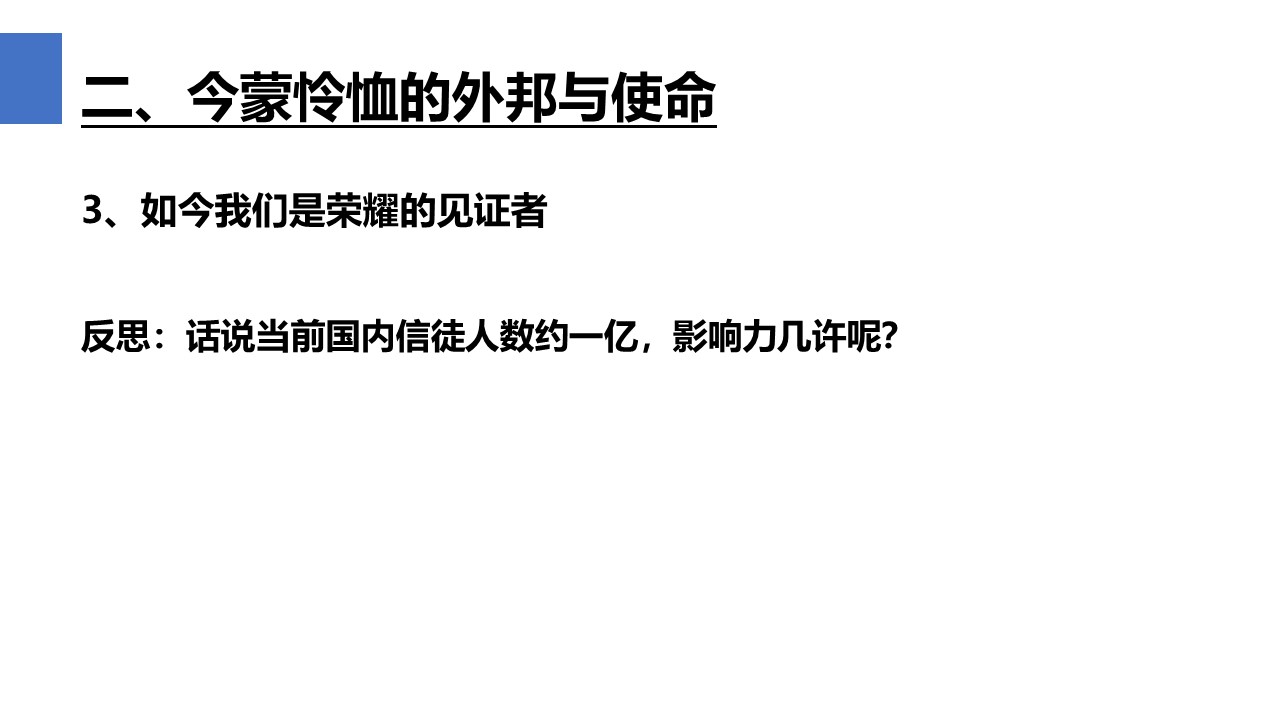 二、今蒙怜恤的外邦与使命
3、如今我们是荣耀的见证者
反思：话说当前国内信徒人数约一亿，影响力几许呢？